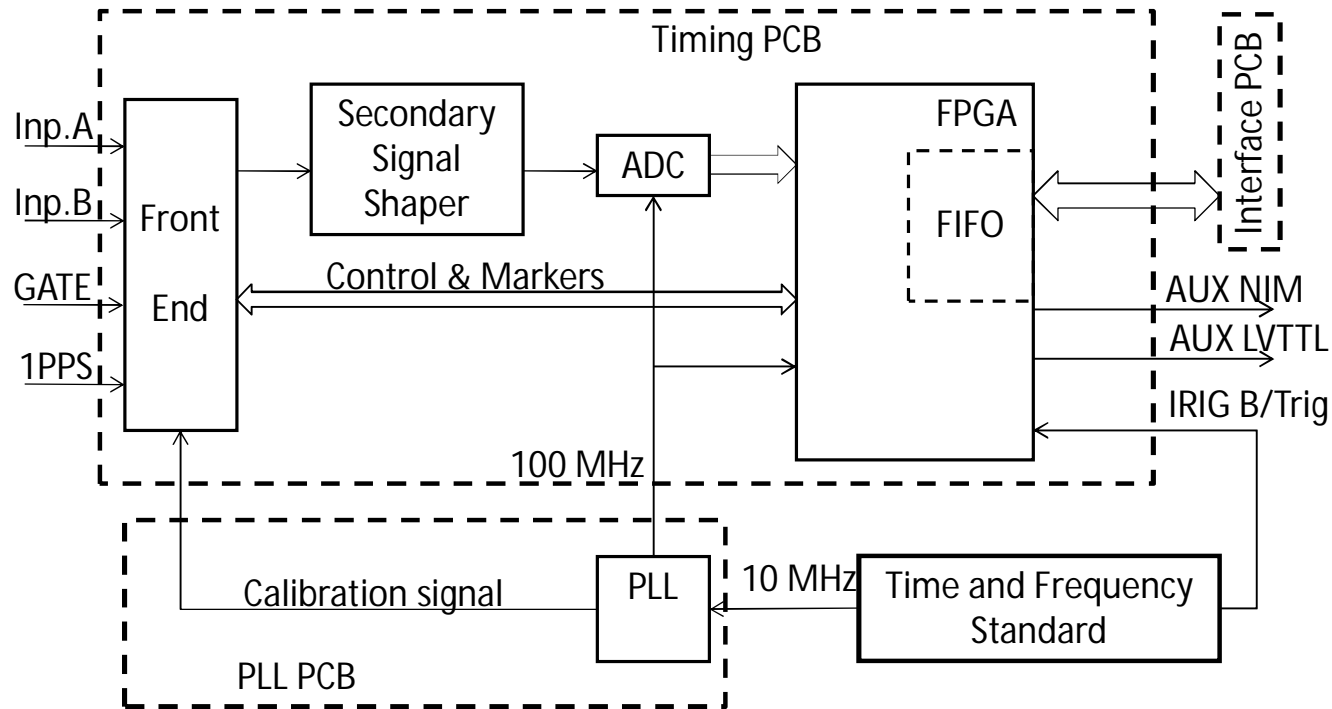 Timing PCB
Interface PCB
Inp.A
Secondary
Signal
Shaper
ADC
FPGA
Inp.B
Front
End
FIFO
GATE
Control & Markers
AUX NIM
1PPS
AUX LVTTL
IRIG B/Trig
100 MHz
Calibration signal
PLL
10 MHz
Time and Frequency
Standard
PLL PCB